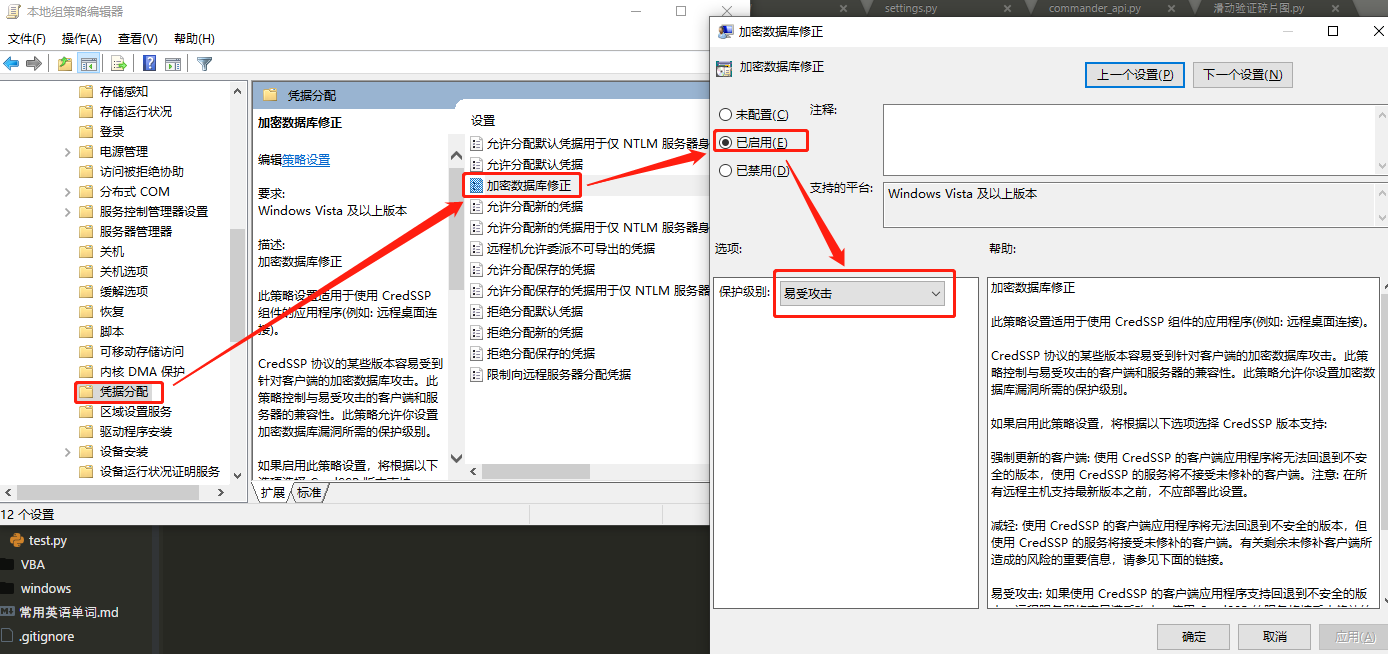 本地组策略编辑器
文件(F) 操作(A) 查看(V) 帮助(H)
存储感知
存储运行状况
登录
电源管理
访问被拒绝协助
分布式 COM
服务控制管理器设置
服务器管理器
关机
关机选项
缓解选项
恢复
脚本
可移动存储访问
内核 DMA 保护
凭据分配
区域设置服务
驱动程序安装
设备安装
设备运行状况证明服务
12 个设置
凭据分配
加密数据库修正
编辑策略设置
要求:
Windows Vista 及以上版本
描述:
加密数据库修正
此策略设置适用于使用 CredSSP
组件的应用程序(例如: 远程桌面连
接)。
CredSSP 协议的某些版本容易受到
针对客户端的加密数据库攻击。此
策略控制与易受攻击的客户端和服
务器的兼容性。此策略允许你设置
加密数据库漏洞所需的保护级别。
如果启用此策略设置，将根据以下
选项选择 CredSSP 版本支持:
扩展 标准
设置
允许分配默认凭据用于仅 NTLM 服务器身
允许分配默认凭据
加密数据库修正
允许分配新的凭据
允许分配新的凭据用于仅 NTLM 服务器身
远程机允许委派不可导出的凭据
允许分配保存的凭据
允许分配保存的凭据用于仅 NTLM 服务器
拒绝分配默认凭据
拒绝分配新的凭据
拒绝分配保存的凭据
限制向远程服务器分配凭据
settings.py
commander_api.py
滑动验证碎片图.py
加密数据库修正
加密数据库修正
上一个设置(P) 下一个设置(N)
未配置(C)
已启用(E)
已禁用(D)
注释:
支持的平台:
Windows Vista 及以上版本
选项:
帮助:
保护级别:
易受攻击
加密数据库修正
此策略设置适用于使用 CredSSP 组件的应用程序(例如: 远程桌面连接)。
CredSSP 协议的某些版本容易受到针对客户端的加密数据库攻击。此策
略控制与易受攻击的客户端和服务器的兼容性。此策略允许你设置加密数
据库漏洞所需的保护级别。
如果启用此策略设置，将根据以下选项选择 CredSSP 版本支持:
强制更新的客户端: 使用 CredSSP 的客户端应用程序将无法回退到不安
全的版本，使用 CredSSP 的服务将不接受未修补的客户端。注意: 在所
有远程主机支持最新版本之前，不应部署此设置。
减轻: 使用 CredSSP 的客户端应用程序将无法回退到不安全的版本，但
使用 CredSSP 的服务将接受未修补的客户端。有关剩余未修补客户端所
造成的风险的重要信息，请参见下面的链接。
易受攻击: 如果使用 CredSSP 的客户端应用程序支持回退到不安全的版
确定 取消 应用(A)
test.py
VBA
windows
常用英语单词.md
.gitignore